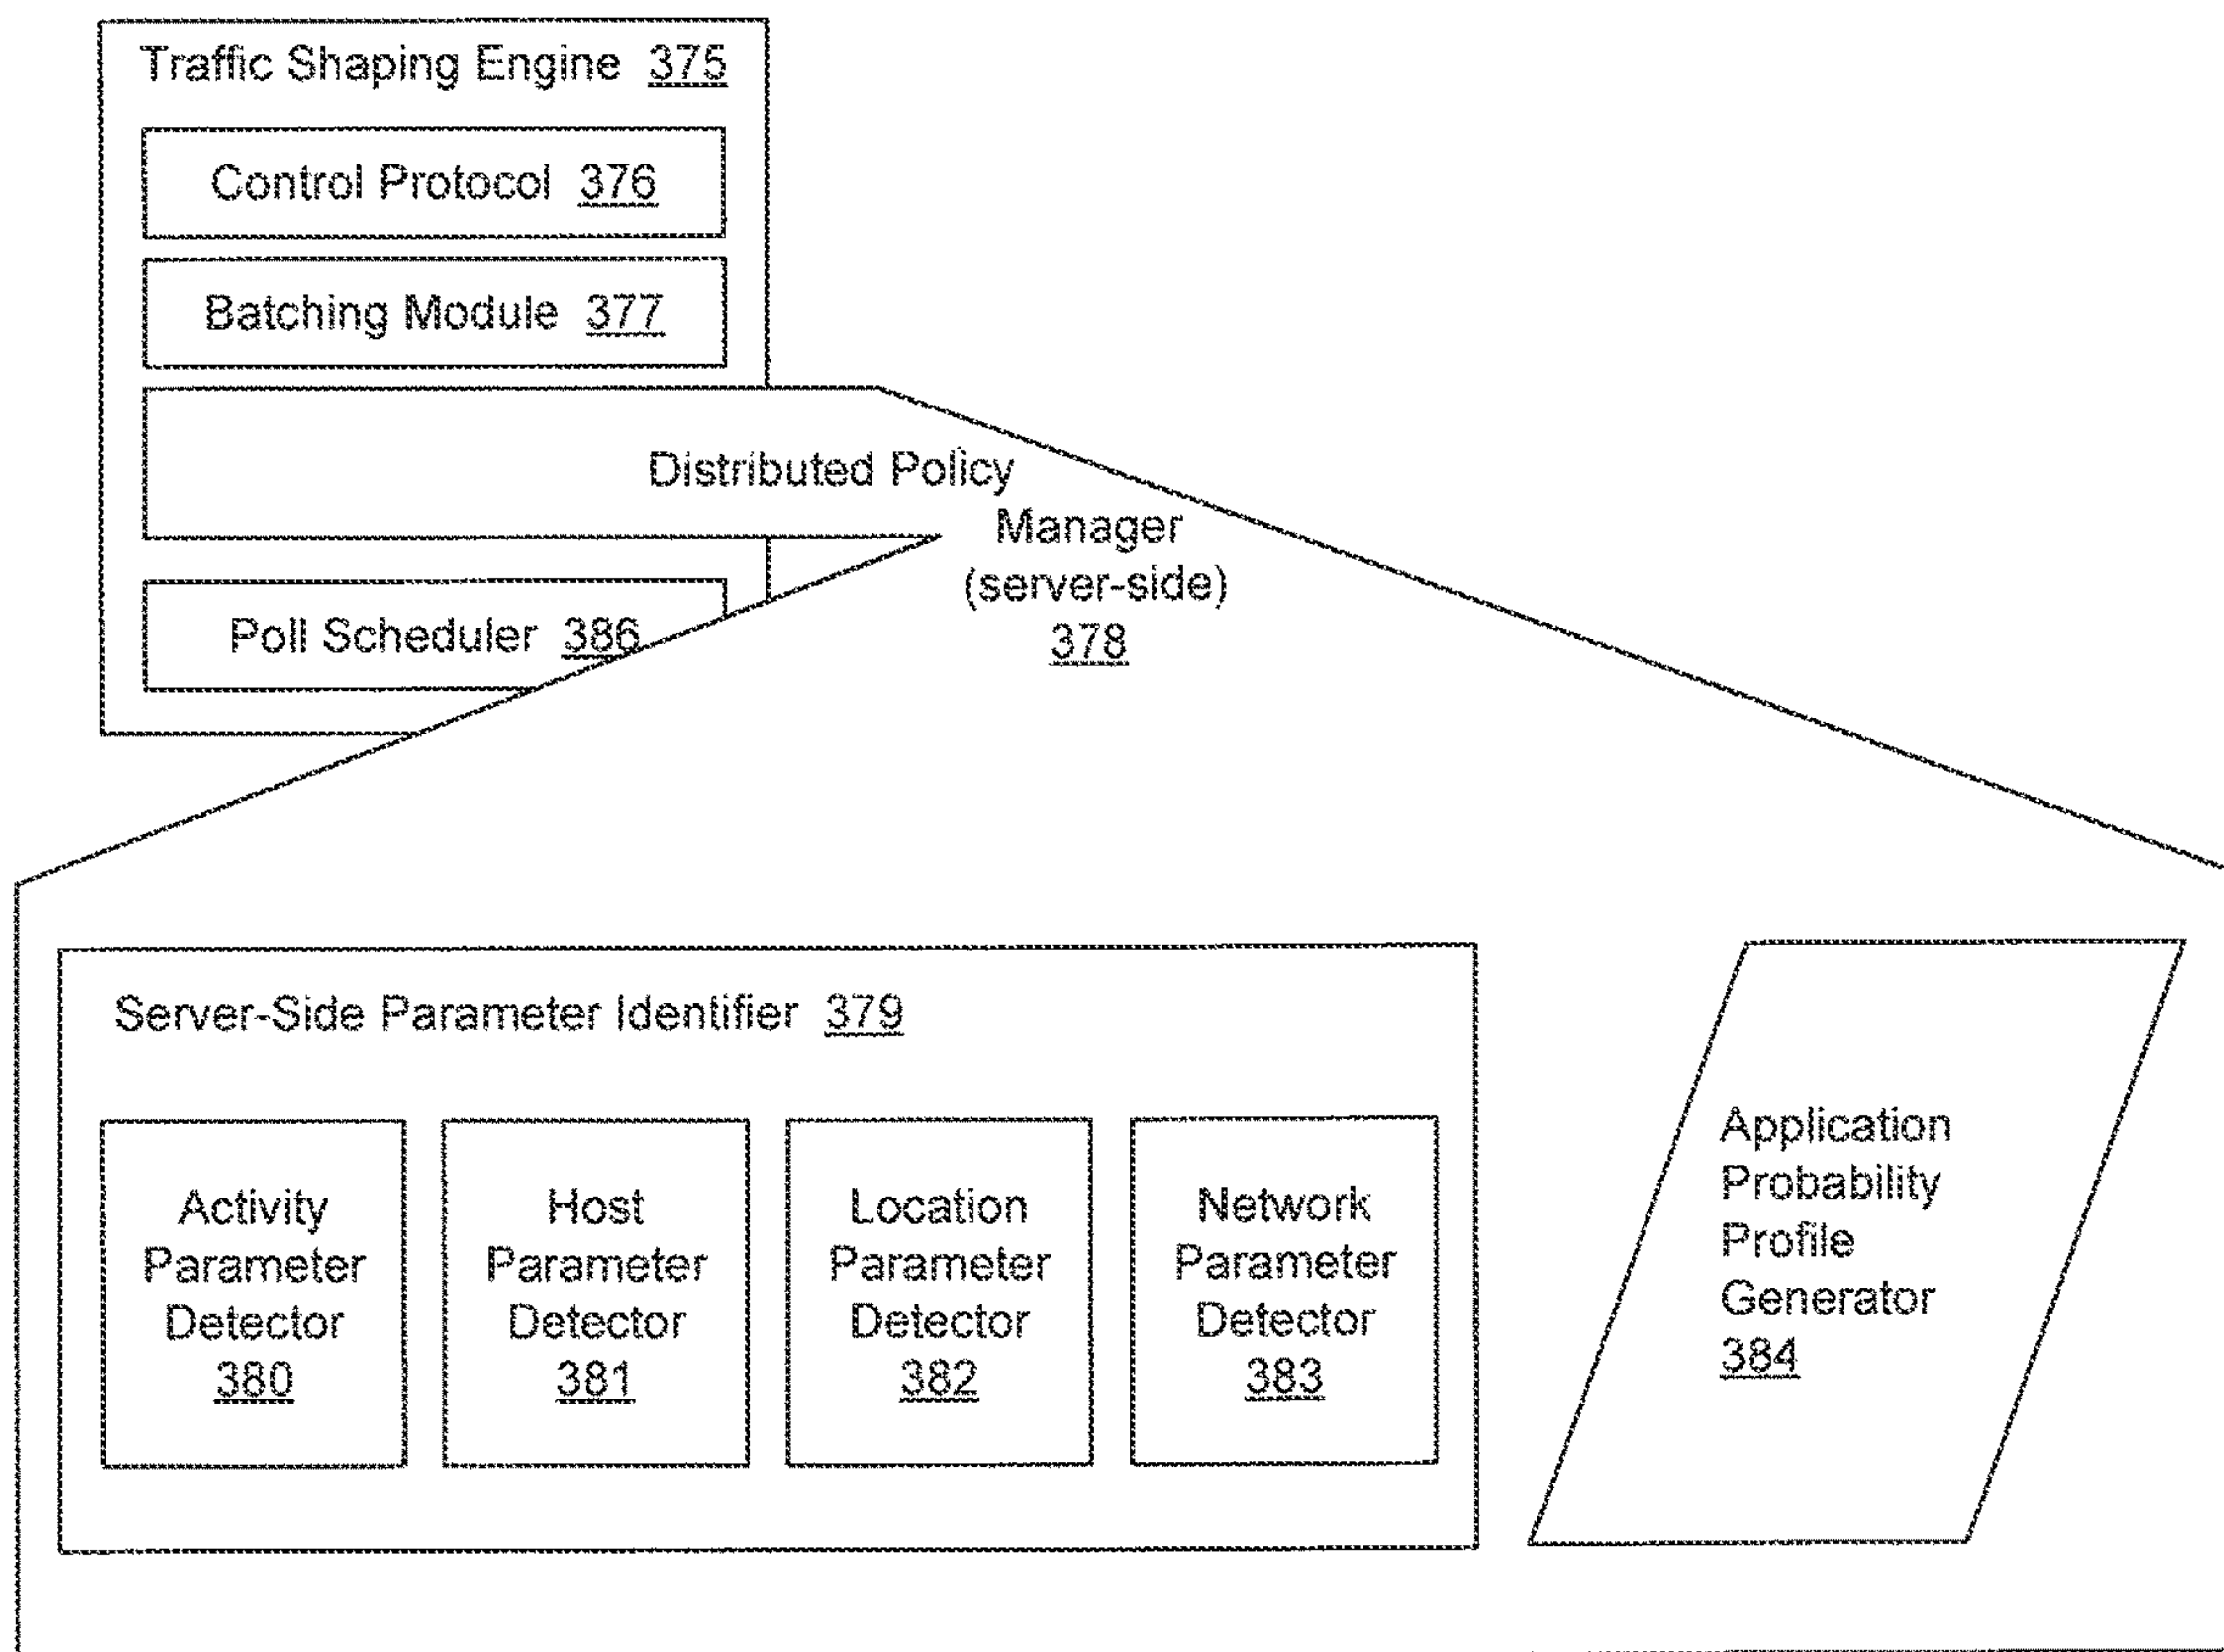 Traffic Shaping Engine 375
Control Protocol 376
Batching Module 377
Distributed Policy
Manager
(server-side)
378
Poll Scheduler 386
Server-Side Parameter Identifier 379
Activity
Parameter
Detector
380
Host
Parameter
Detector
381
Location
Parameter
Detector
382
Network
Parameter
Detector
383
Application
Probability
Profile
Generator
384